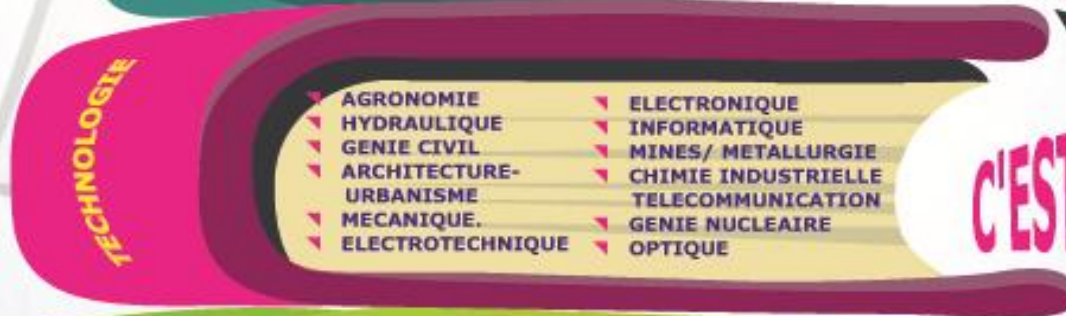 TECHNOLOGIE
AGRONOMIE
HYDRAULIQUE
GENIE CIVIL
ARCHITECTURE-
URBANISME
MECANIQUE.
ELECTROTECHNIQUE
ELECTRONIQUE
INFORMATIQUE
MINES/ METALLURGIE
CHIMIE INDUSTRIELLE
TELECOMMUNICATION
GENIE NUCLEAIRE
OPTIQUE
C'EST